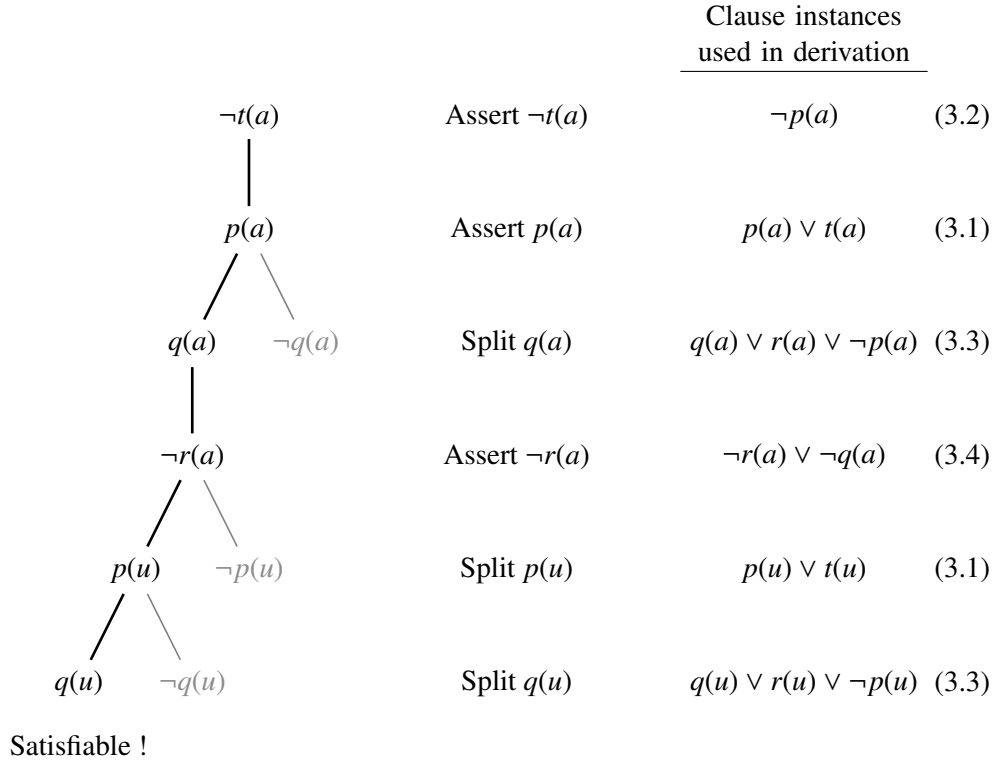 Clause instances
used in derivation
¬t(a) Assert ¬t(a) ¬p(a) (3.2)
p(a) Assert p(a) p(a) ∨ t(a) (3.1)
q(a) ¬q(a) Split q(a) q(a) ∨ r(a) ∨ ¬p(a) (3.3)
¬r(a) Assert ¬r(a) ¬r(a) ∨ ¬q(a) (3.4)
p(u) ¬p(u) Split p(u) p(u) ∨ t(u) (3.1)
q(u) ¬q(u) Split q(u) q(u) ∨ r(u) ∨ ¬p(u) (3.3)
Satisfiable !